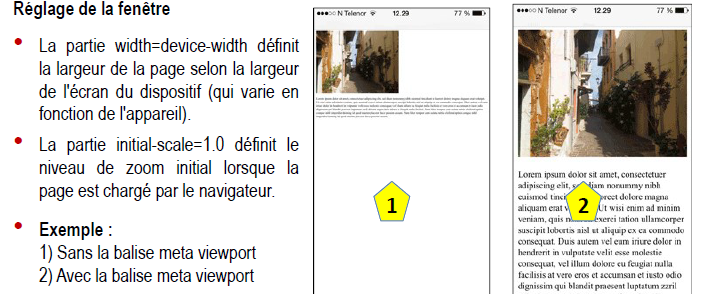 Réglage de la fenêtre
• La partie width=device-width définit
la largeur de la page selon la largeur
de l'écran du dispositif (qui varie en
fonction de l'appareil).
• La partie initial-scale=1.0 définit le
niveau de zoom initial lorsque la
page est chargé par le navigateur.
• Exemple :
1) Sans la balise meta viewport
2) Avec la balise meta viewport
N Telenor 12.29 77 %
1
N Telenor 12.29 77 %
Lorem ipsum dolor sit amet, consectetuer
adipiscing elit, diam nonummy nibh
euismod laoreet dolore magna
aliquam erat Ut wisi enim ad minim
veniam, quis exerci tation ullamcorper
suscipit lobortis nisl ut aliquip ex ea commodo
consequat. Duis autem vel eum iriure dolor in
hendrerit in vulputate velit esse molestie
consequat, vel illum dolore eu feugiat nulla
facilisis at vero eros et accumsan et iusto odio
dignissim qui blandit praesent luptatum zzril
2